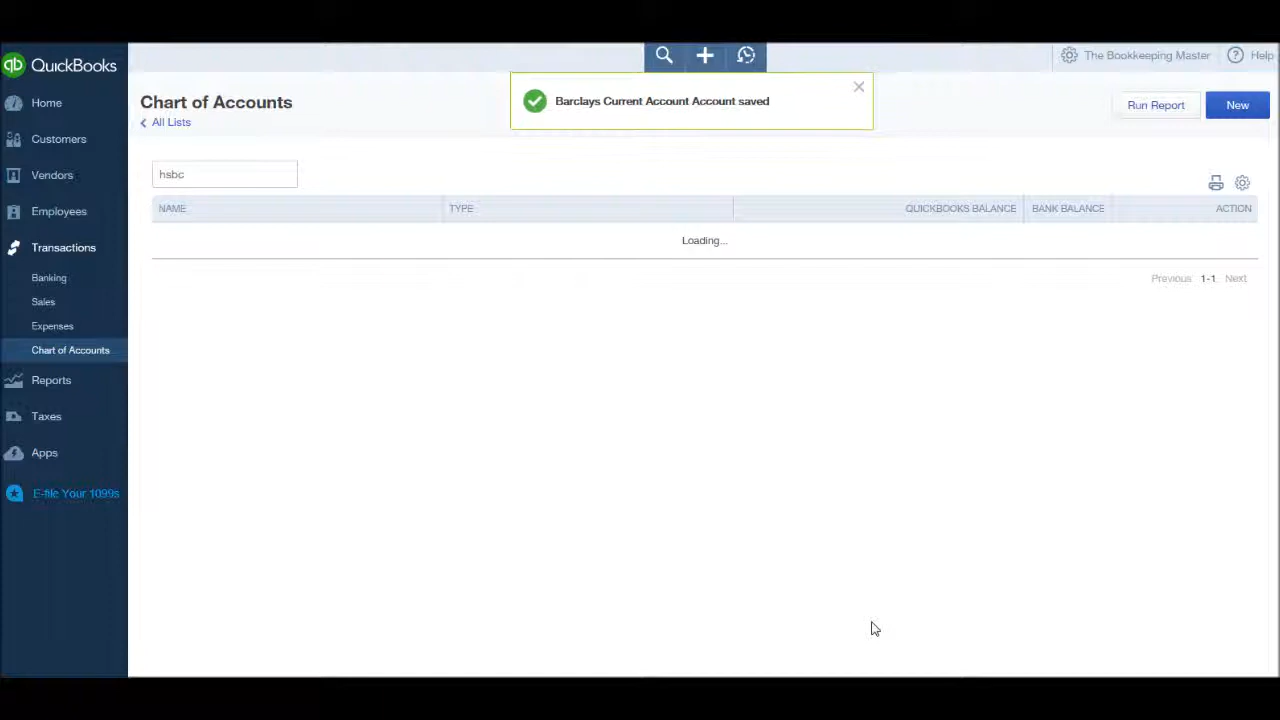 QuickBooks
The Bookkeeping Master
Help
Home
Customers
Vendors
Employees
Transactions
Banking
Sales
Expenses
Chart of Accounts
Reports
Taxes
Apps
E-file Your 1099s
Chart of Accounts
All Lists
Barclays Current Account Account saved
Run Report
New
hsbc
NAME TYPE QUICKBOOKS BALANCE BANK BALANCE ACTION
Loading...
Previous 1-1 Next